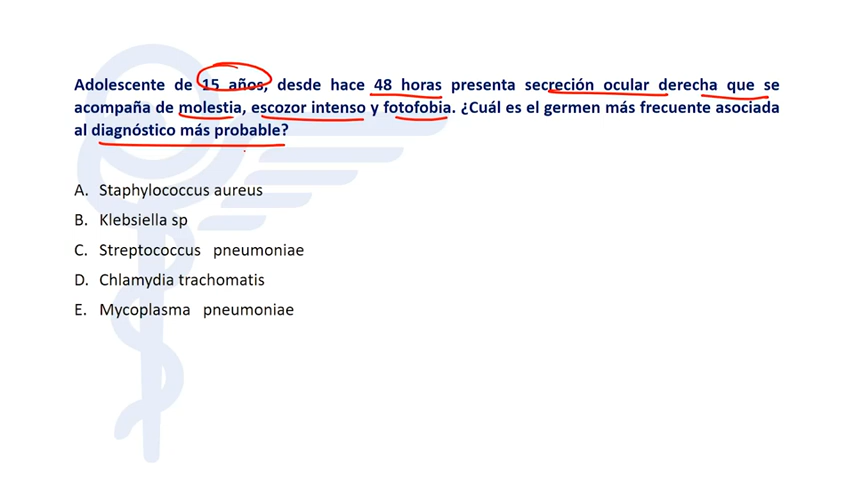 Adolescente de 15 años, desde hace 48 horas presenta secreción ocular derecha que se
acompaña de molestia, escozor intenso y fotofobia. ¿Cuál es el germen más frecuente asociada
al diagnóstico más probable?
A. Staphylococcus aureus
B. Klebsiella sp
C. Streptococcus pneumoniae
D. Chlamydia trachomatis
E. Mycoplasma pneumoniae